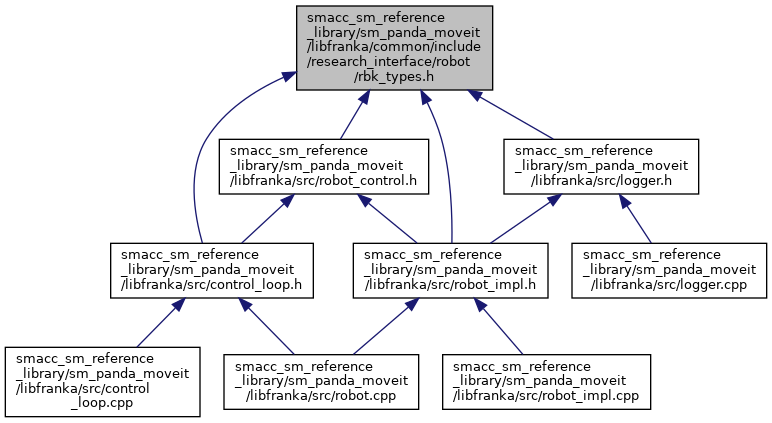 smacc_sm_reference
_library/sm_panda_moveit
/libfranka/common/include
/research_interface/robot
/rbk_types.h
smacc_sm_reference
_library/sm_panda_moveit
/libfranka/src/robot_control.h
smacc_sm_reference
_library/sm_panda_moveit
/libfranka/src/logger.h
smacc_sm_reference
_library/sm_panda_moveit
/libfranka/src/control_loop.h
smacc_sm_reference
_library/sm_panda_moveit
/libfranka/src/robot_impl.h
smacc_sm_reference
_library/sm_panda_moveit
/libfranka/src/logger.cpp
smacc_sm_reference
_library/sm_panda_moveit
/libfranka/src/control
_loop.cpp
smacc_sm_reference
_library/sm_panda_moveit
/libfranka/src/robot.cpp
smacc_sm_reference
_library/sm_panda_moveit
/libfranka/src/robot_impl.cpp